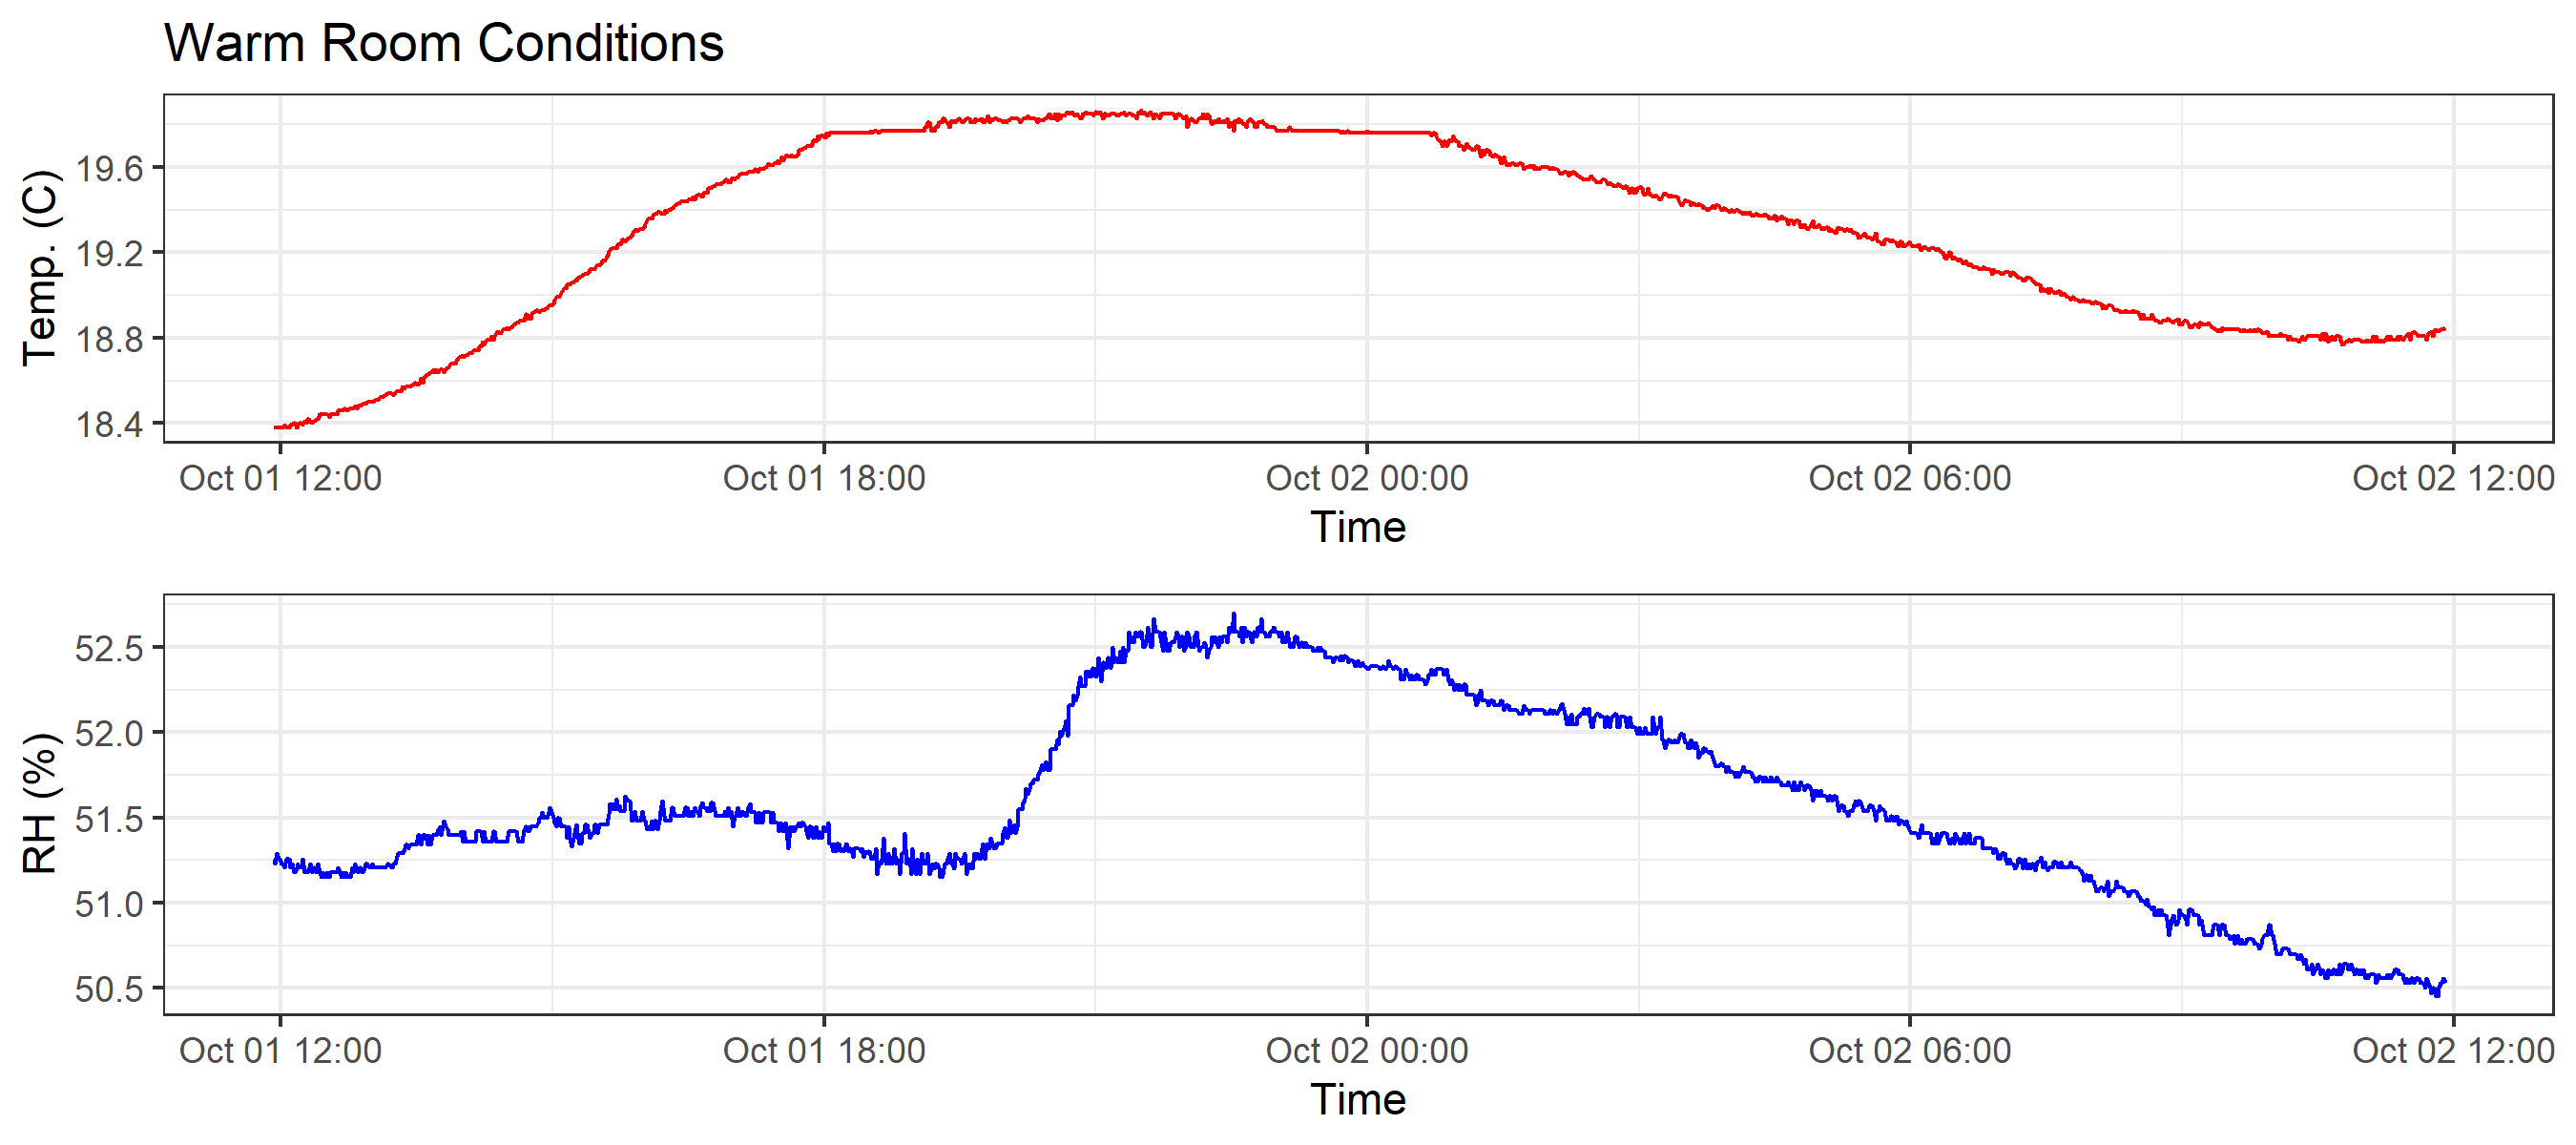 Warm Room Conditions
Temp. (C)
19.6
19.2
18.8
18.4
Oct 01 12:00 Oct 01 18:00 Oct 02 00:00 Oct 02 06:00 Oct 02 12:00
Time
RH (%)
52.5
52.0
51.5
51.0
50.5
Oct 01 12:00 Oct 01 18:00 Oct 02 00:00 Oct 02 06:00 Oct 02 12:00
Time